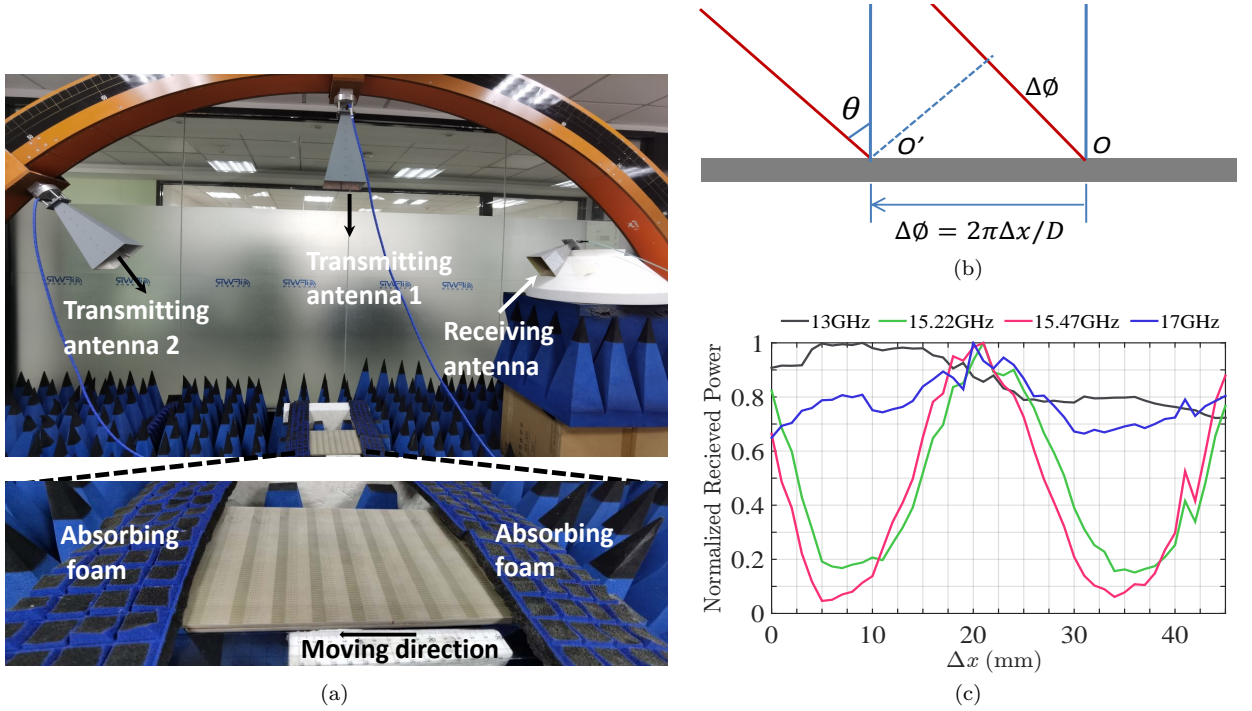 Transmitting
antenna 1
Transmitting
antenna 2
Receiving
antenna
Absorbing
foam
Absorbing
foam
Moving direction
(a)
θ
O'
Δø
O
Δø = 2πΔx/D
(b)
13GHz 15.22GHz 15.47GHz 17GHz
1
0.8
0.6
0.4
0.2
0
Normalized Recieved Power
0 10 20 30 40
Δx (mm)
(c)